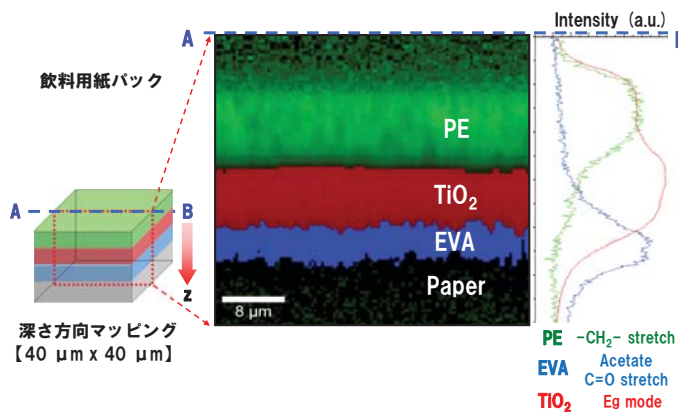 Intensity (a.u.)
A
飲料用紙パック
PE
TiO₂
A
B
EVA
z
Paper
8 μm
深さ方向マッピング
【40 μm x 40 μm】
PE -CH₂- stretch
EVA Acetate
C=O stretch
TiO₂ Eg mode